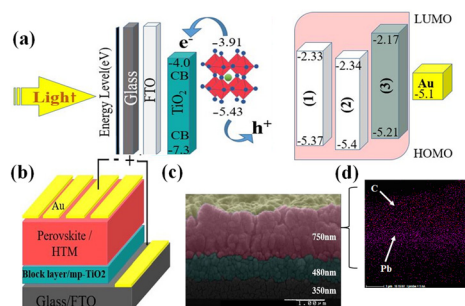 (a)
Light
Energy Level(eV)
Glass
FTO
e-
-4.0
CB
TiO2
CB
-7.3
-3.91
-5.43
h+
LUMO
-2.33
(1)
-5.37
-2.34
(2)
-5.4
-2.17
(3)
-5.21
Au
-5.1
HOMO
(b)
Au
Perovskite /
HTM
Block layer/mp-TiO2
Glass/FTO
(c)
750nm
480nm
350nm
1.00um
(d)
C
Pb